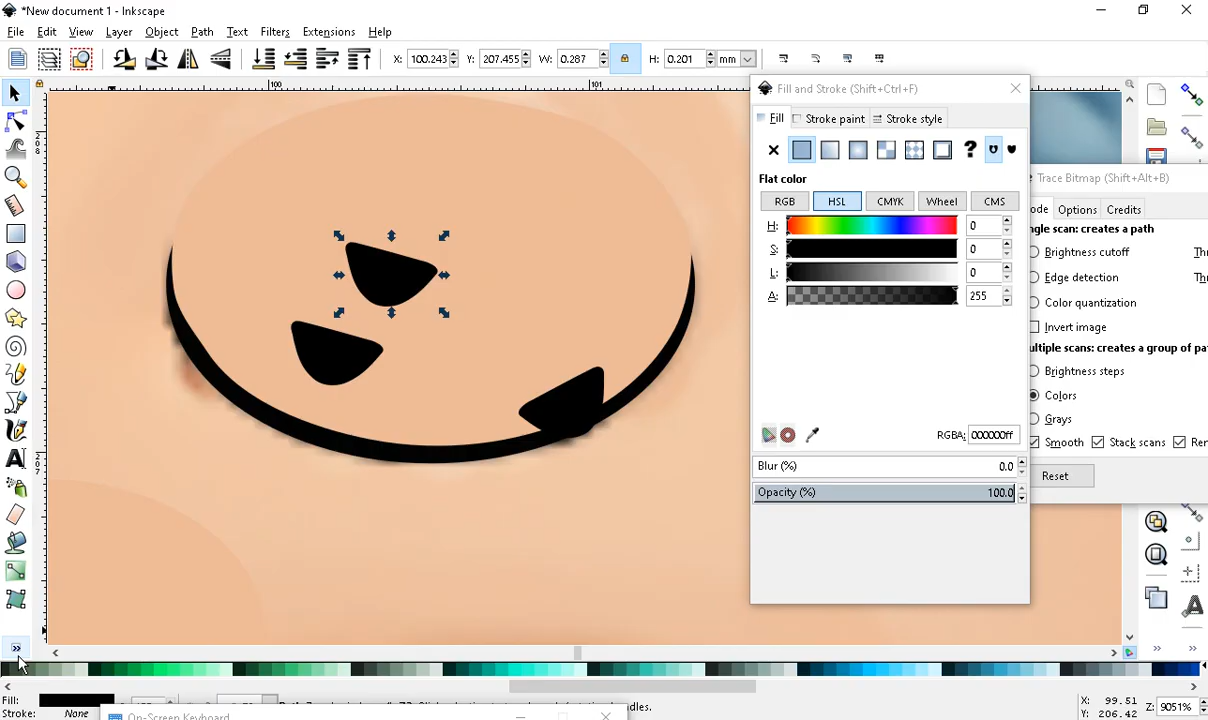 *New document 1 - Inkscape
File Edit View Layer Object Path Text Filters Extensions Help
X: 100.243 Y: 207.455 W: 0.287 H: 0.201 mm
100 101
Fill and Stroke (Shift+Ctrl+F)
Fill Stroke paint Stroke style
Flat color
RGB HSL CMYK Wheel CMS
H: 0
S: 0
L: 0
A: 255
RGBA: 000000ff
Blur (%) 0.0
Opacity (%) 100.0
Trace Bitmap (Shift+Alt+B)
ode Options Credits
ngle scan: creates a path
Brightness cutoff Thr
Edge detection Thr
Color quantization
Invert image
ultiple scans: creates a group of pa
Brightness steps
Colors
Grays
Smooth Stack scans Rer
Reset
Fill:
Stroke: None
On-Screen Keyboard
X: 99.51
Y: 206.42
Z: 9051%